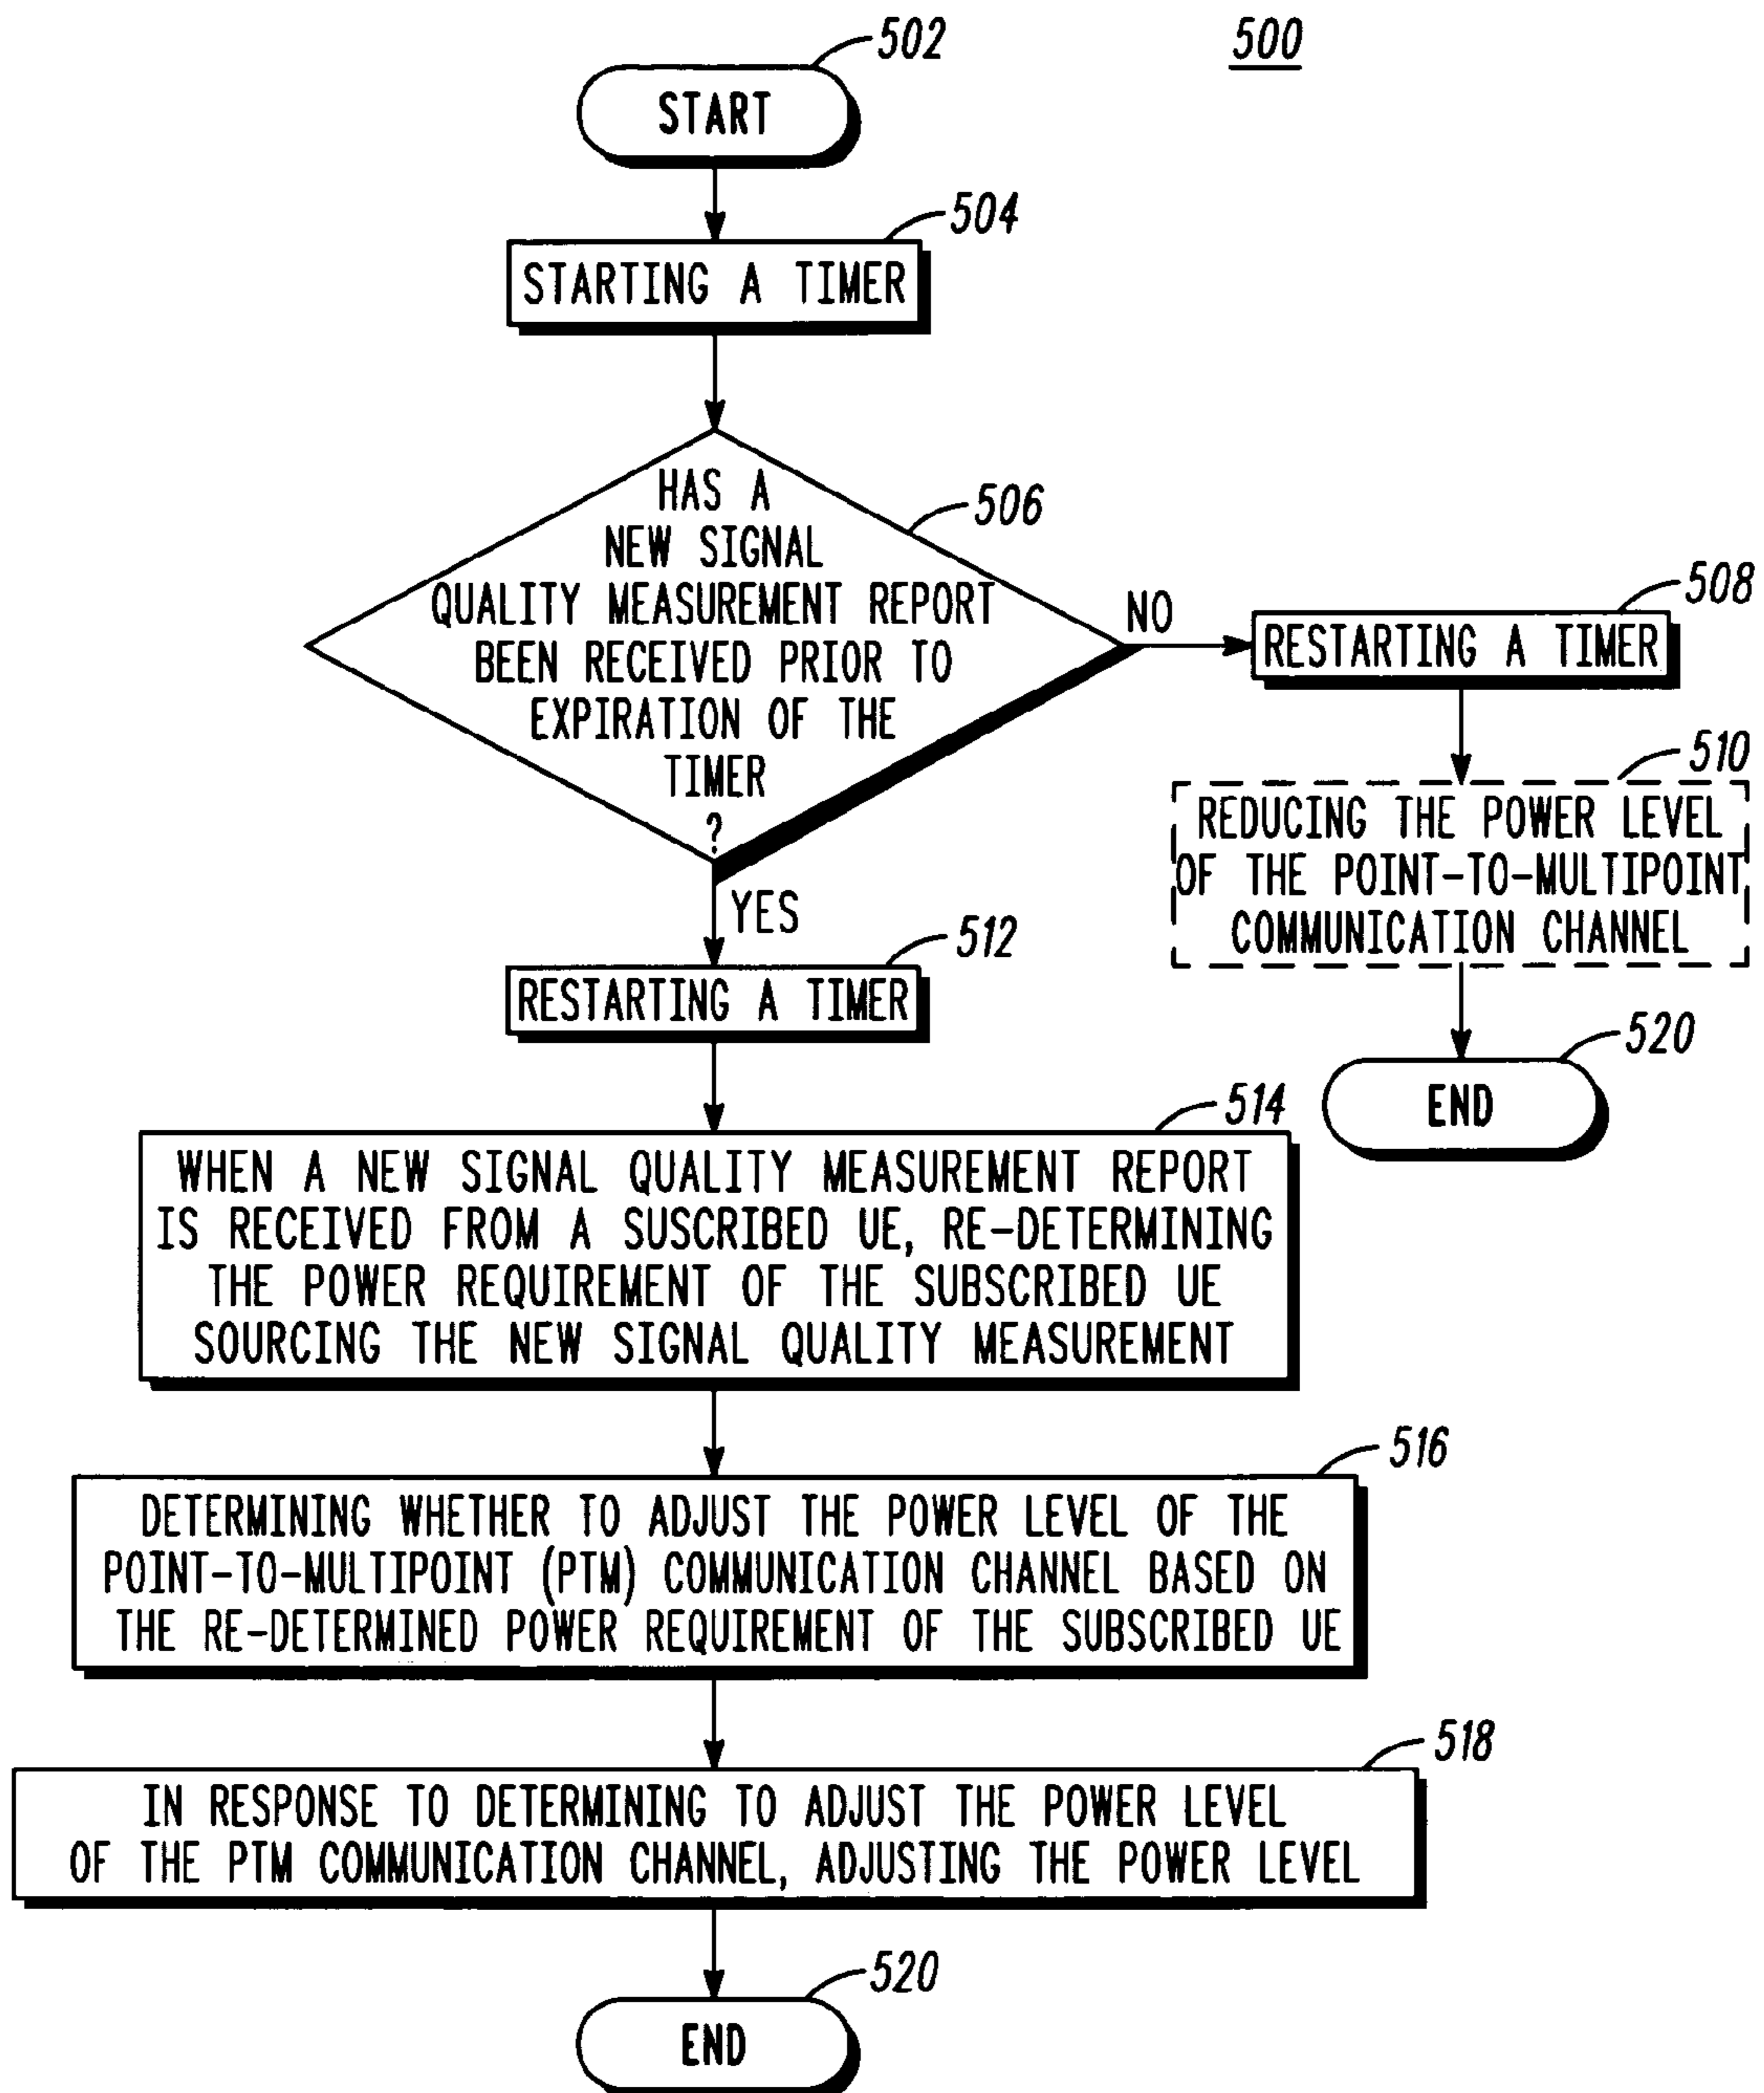 502
500
START
504
STARTING A TIMER
506
HAS A
NEW SIGNAL
QUALITY MEASUREMENT REPORT
BEEN RECEIVED PRIOR TO
EXPIRATION OF THE
TIMER
?
NO
508
RESTARTING A TIMER
510
REDUCING THE POWER LEVEL
OF THE POINT-TO-MULTIPOINT
COMMUNICATION CHANNEL
520
END
YES
512
RESTARTING A TIMER
514
WHEN A NEW SIGNAL QUALITY MEASUREMENT REPORT
IS RECEIVED FROM A SUSCRIBED UE, RE-DETERMINING
THE POWER REQUIREMENT OF THE SUBSCRIBED UE
SOURCING THE NEW SIGNAL QUALITY MEASUREMENT
516
DETERMINING WHETHER TO ADJUST THE POWER LEVEL OF THE
POINT-TO-MULTIPOINT (PTM) COMMUNICATION CHANNEL BASED ON
THE RE-DETERMINED POWER REQUIREMENT OF THE SUBSCRIBED UE
518
IN RESPONSE TO DETERMINING TO ADJUST THE POWER LEVEL
OF THE PTM COMMUNICATION CHANNEL, ADJUSTING THE POWER LEVEL
520
END